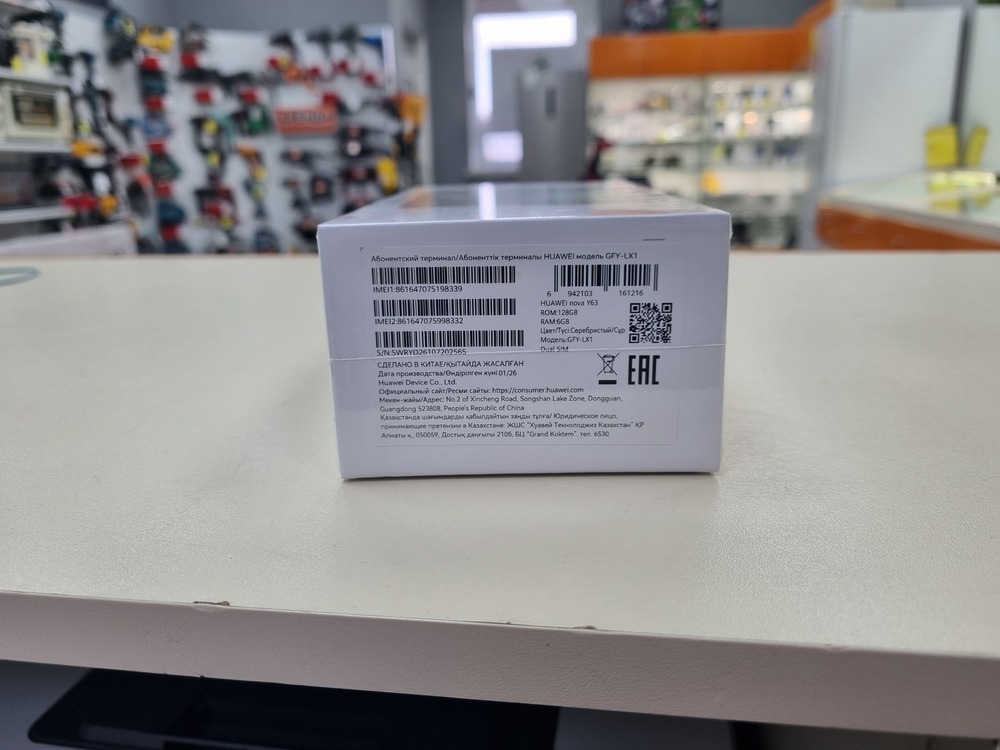 Абонентский терминал/Абоненттік терминалы HUAWEI модель GFY-LX1
IMEI1:861647075198339
IMEI2:861647075998332
S/N:5WRYD26107202565
6 942103 161216
HUAWEI nova Y63
ROM:128GB
RAM:6GB
Цвет/Түсі:Серебристый/Сұр
Модель:GFY-LX1
Dual SIM
СДЕЛАНО В КИТАЕ/ҚЫТАЙДА ЖАСАЛҒАН
Дата производства/Өндірілген күні:01/26
Huawei Device Co., Ltd.
Официальный сайт/Ресми сайты: https://consumer.huawei.com
Мекен-жайы/Адрес: No.2 of Xincheng Road, Songshan Lake Zone, Dongguan,
Guangdong 523808, People's Republic of China
Қазақстанда шағымдарды қабылдайтын заңды тұлға/ Юридическое лицо,
принимающее претензии в Казахстане: ЖШС "Хуавей Текнолоджиз Казахстан" ҚР
Алматы қ., 050059, Достық даңғылы 210б, БЦ "Grand Koktem". тел. 6530
EAC